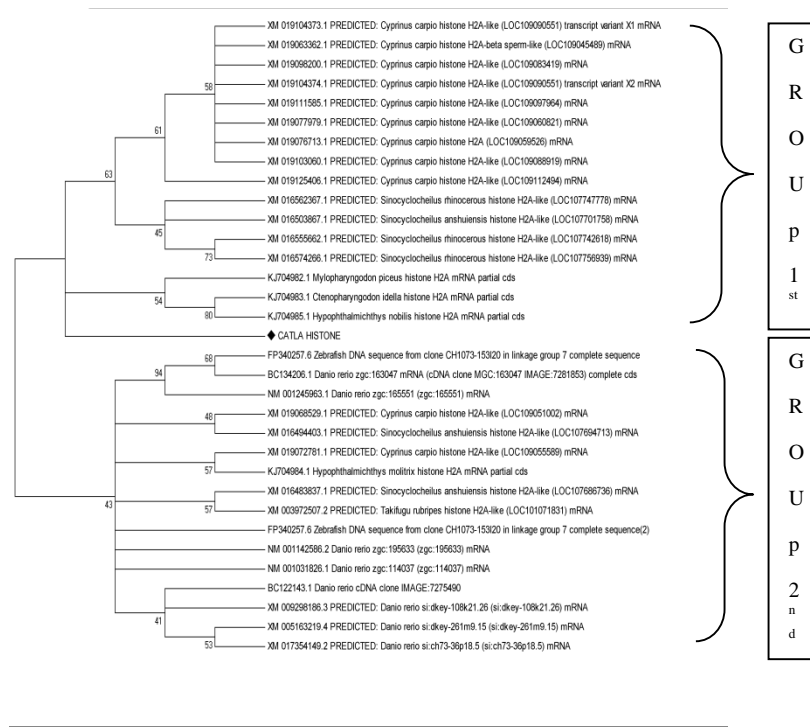 XM 019104373.1 PREDICTED: Cyprinus carpio histone H2A-like (LOC109090551) transcript variant X1 mRNA
XM 019063362.1 PREDICTED: Cyprinus carpio histone H2A-beta sperm-like (LOC109045489) mRNA
XM 019098200.1 PREDICTED: Cyprinus carpio histone H2A-like (LOC109083419) mRNA
58 XM 019104374.1 PREDICTED: Cyprinus carpio histone H2A-like (LOC109090551) transcript variant X2 mRNA
XM 019111585.1 PREDICTED: Cyprinus carpio histone H2A-like (LOC109097964) mRNA
XM 019077979.1 PREDICTED: Cyprinus carpio histone H2A-like (LOC109060821) mRNA
61 XM 019076713.1 PREDICTED: Cyprinus carpio histone H2A (LOC109059526) mRNA
XM 019103060.1 PREDICTED: Cyprinus carpio histone H2A-like (LOC109088919) mRNA
63 XM 019125406.1 PREDICTED: Cyprinus carpio histone H2A-like (LOC109112494) mRNA
XM 016562367.1 PREDICTED: Sinocyclocheilus rhinocerous histone H2A-like (LOC107747778) mRNA
XM 016503867.1 PREDICTED: Sinocyclocheilus anshuiensis histone H2A-like (LOC107701758) mRNA
45 XM 016555662.1 PREDICTED: Sinocyclocheilus rhinocerous histone H2A-like (LOC107742618) mRNA
73 XM 016574266.1 PREDICTED: Sinocyclocheilus rhinocerous histone H2A-like (LOC107756939) mRNA
KJ704982.1 Mylopharyngodon piceus histone H2A mRNA partial cds
54 KJ704983.1 Ctenopharyngodon idella histone H2A mRNA partial cds
80 KJ704985.1 Hypophthalmichthys nobilis histone H2A mRNA partial cds
CATLA HISTONE
68 FP340257.6 Zebrafish DNA sequence from clone CH1073-153I20 in linkage group 7 complete sequence
94 BC134206.1 Danio rerio zgc:163047 mRNA (cDNA clone MGC:163047 IMAGE:7281853) complete cds
NM 001245963.1 Danio rerio zgc:165551 (zgc:165551) mRNA
48 XM 019068529.1 PREDICTED: Cyprinus carpio histone H2A-like (LOC109051002) mRNA
XM 016494403.1 PREDICTED: Sinocyclocheilus anshuiensis histone H2A-like (LOC107694713) mRNA
XM 019072781.1 PREDICTED: Cyprinus carpio histone H2A-like (LOC109055589) mRNA
57 KJ704984.1 Hypophthalmichthys molitrix histone H2A mRNA partial cds
XM 016483837.1 PREDICTED: Sinocyclocheilus anshuiensis histone H2A-like (LOC107686736) mRNA
43 57 XM 003972507.2 PREDICTED: Takifugu rubripes histone H2A-like (LOC101071831) mRNA
FP340257.6 Zebrafish DNA sequence from clone CH1073-153I20 in linkage group 7 complete sequence(2)
NM 001142586.2 Danio rerio zgc:195633 (zgc:195633) mRNA
NM 001031826.1 Danio rerio zgc:114037 (zgc:114037) mRNA
BC122143.1 Danio rerio cDNA clone IMAGE:7275490
XM 009298186.3 PREDICTED: Danio rerio si:dkey-108k21.26 (si:dkey-108k21.26) mRNA
41 XM 005163219.4 PREDICTED: Danio rerio si:dkey-261m9.15 (si:dkey-261m9.15) mRNA
53 XM 017354149.2 PREDICTED: Danio rerio si:ch73-36p18.5 (si:ch73-36p18.5) mRNA
G
R
O
U
p
1
st
G
R
O
U
p
2
n
d